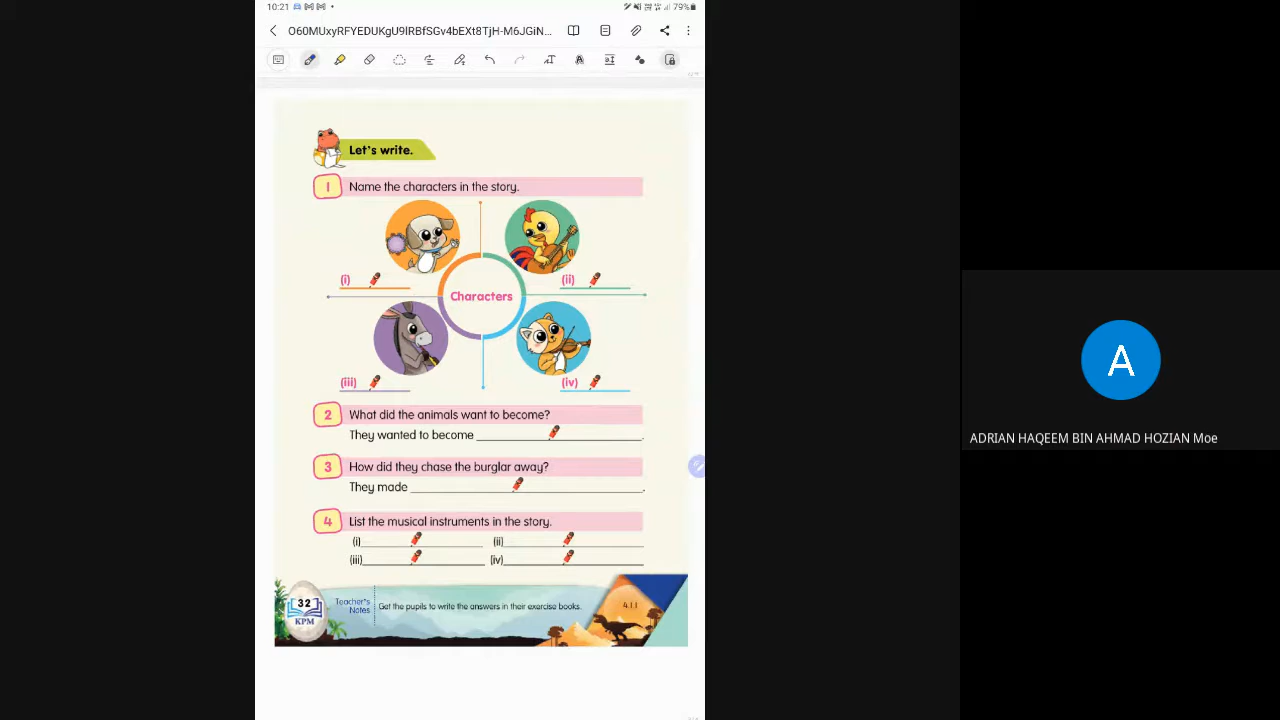 10:21 79%
O60MUxyRFYEDUKgU9lRBfSGv4bEXt8TjH-M6JGiN...
Let's write.
1 Name the characters in the story.
(i) (ii)
Characters
(iii) (iv)
2 What did the animals want to become?
They wanted to become .
3 How did they chase the burglar away?
They made .
4 List the musical instruments in the story.
(i) (ii)
(iii) (iv)
32
KPM
Teacher's
Notes
Get the pupils to write the answers in their exercise books.
4.1.1
A
ADRIAN HAQEEM BIN AHMAD HOZIAN Moe